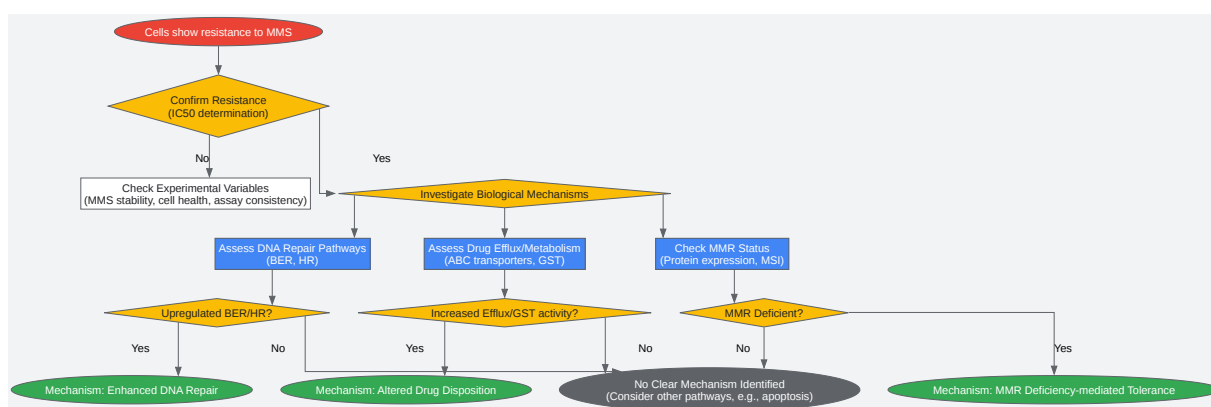 Cells show resistance to MMS
Confirm Resistance
(IC50 determination)
No
Yes
Check Experimental Variables
(MMS stability, cell health, assay consistency)
Investigate Biological Mechanisms
Assess DNA Repair Pathways
(BER, HR)
Assess Drug Efflux/Metabolism
(ABC transporters, GST)
Check MMR Status
(Protein expression, MSI)
Upregulated BER/HR?
Increased Efflux/GST activity?
MMR Deficient?
Yes
No
Yes
No
No
Yes
Mechanism: Enhanced DNA Repair
Mechanism: Altered Drug Disposition
No Clear Mechanism Identified
(Consider other pathways, e.g., apoptosis)
Mechanism: MMR Deficiency-mediated Tolerance